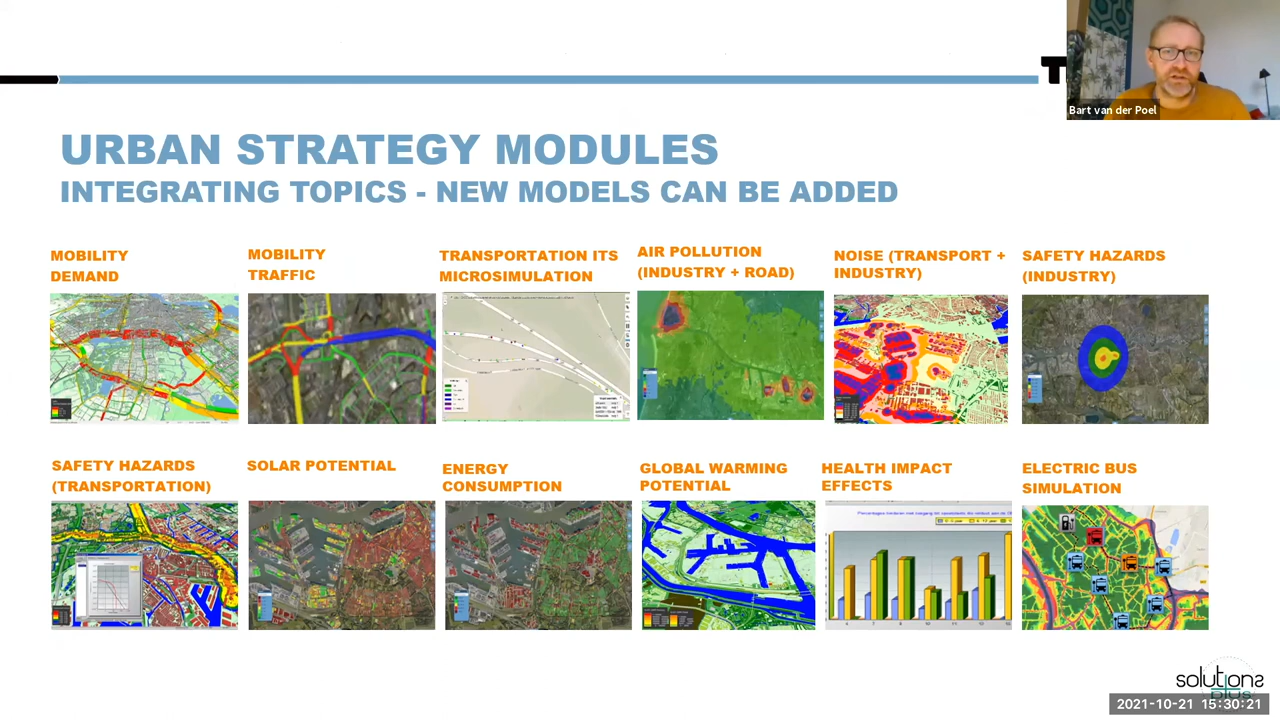 Bart van der Poel
URBAN STRATEGY MODULES
INTEGRATING TOPICS - NEW MODELS CAN BE ADDED
MOBILITY
DEMAND
MOBILITY
TRAFFIC
TRANSPORTATION ITS
MICROSIMULATION
AIR POLLUTION
(INDUSTRY + ROAD)
NOISE (TRANSPORT +
INDUSTRY)
SAFETY HAZARDS
(INDUSTRY)
SAFETY HAZARDS
(TRANSPORTATION)
SOLAR POTENTIAL
ENERGY
CONSUMPTION
GLOBAL WARMING
POTENTIAL
HEALTH IMPACT
EFFECTS
ELECTRIC BUS
SIMULATION
solutions
plus
2021-10-21 15:30:21